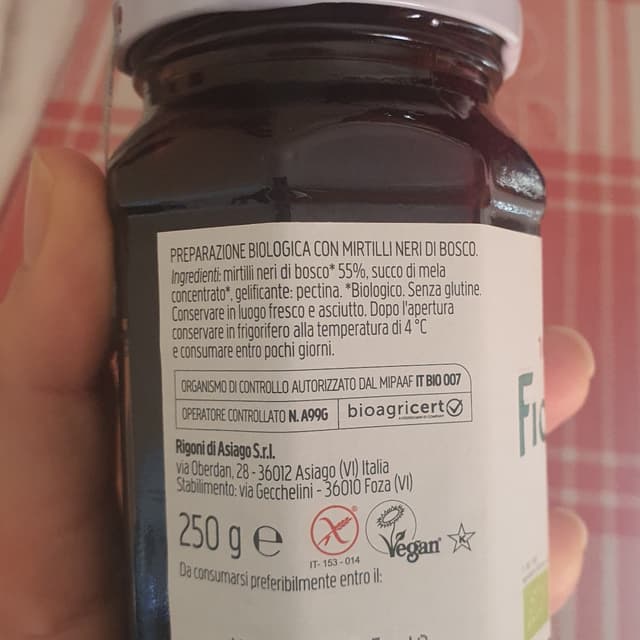 PREPARAZIONE BIOLOGICA CON MIRTILLI NERI DI BOSCO.
Ingredienti: mirtilli neri di bosco* 55%, succo di mela
concentrato*, gelificante: pectina. *Biologico. Senza glutine.
Conservare in luogo fresco e asciutto. Dopo l'apertura
conservare in frigorifero alla temperatura di 4 °C
e consumare entro pochi giorni.
ORGANISMO DI CONTROLLO AUTORIZZATO DAL MIPAAF IT BIO 007
OPERATORE CONTROLLATO N. A99G
bioagricert
Rigoni di Asiago S.r.l.
via Oberdan, 28 - 36012 Asiago (VI) Italia
Stabilimento: via Gecchelini - 36010 Foza (VI)
250 g e
IT- 153 - 014
Vegan
K
Da consumarsi preferibilmente entro il: